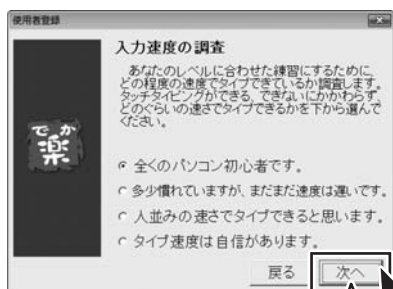 使用者登録
入力速度の調査
あなたのレベルに合わせた練習にするために、
どの程度の速度でタイプできているか調査します。
タッチタイピングができる、できないにかかわらず、
どのぐらいの速さでタイプできるかを下から選んで
ください。
でか
楽
全くのパソコン初心者です。
多少慣れていますが、まだまだ速度は遅いです。
人並みの速さでタイプできると思います。
タイプ速度は自信があります。
戻る
次へ